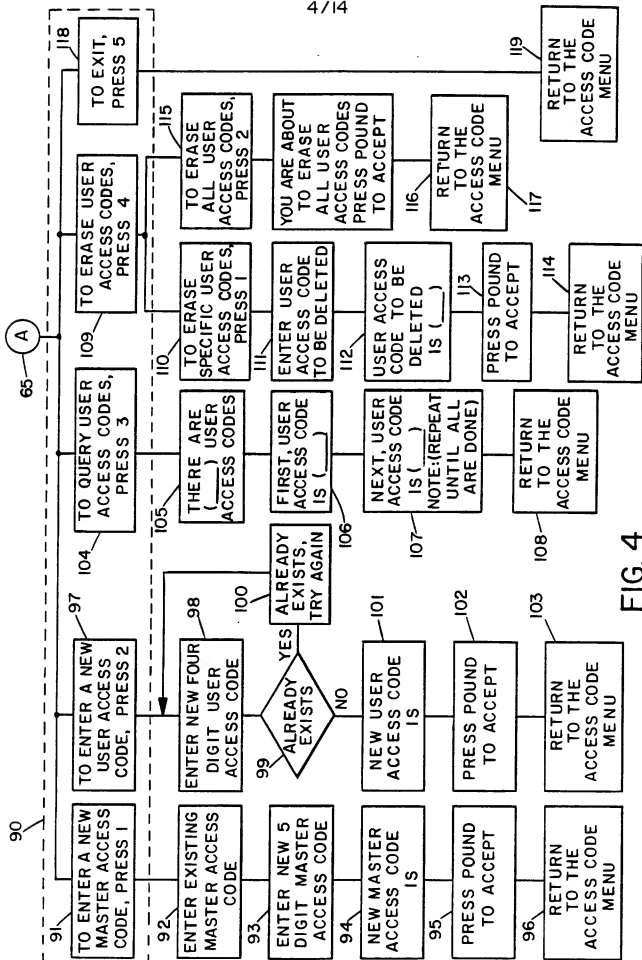 4/14
A
65
90
91
TO ENTER A NEW
MASTER ACCESS
CODE, PRESS 1
92
ENTER EXISTING
MASTER ACCESS
CODE
93
ENTER NEW 5
DIGIT MASTER
ACCESS CODE
94
NEW MASTER
ACCESS CODE
IS
95
PRESS POUND
TO ACCEPT
96
RETURN
TO THE
ACCESS CODE
MENU
97
TO ENTER A NEW
USER ACCESS
CODE, PRESS 2
98
ENTER NEW FOUR
DIGIT USER
ACCESS CODE
99
ALREADY
EXISTS
YES
NO
100
ALREADY
EXISTS,
TRY AGAIN
101
NEW USER
ACCESS CODE
IS
102
PRESS POUND
TO ACCEPT
103
RETURN
TO THE
ACCESS CODE
MENU
104
TO QUERY USER
ACCESS CODES,
PRESS 3
105
THERE ARE
(___) USER
ACCESS CODES
106
FIRST, USER
ACCESS CODE
IS (___)
107
NEXT, USER
ACCESS CODE
IS (___)
NOTE:(REPEAT
UNTIL ALL
ARE DONE)
108
RETURN
TO THE
ACCESS CODE
MENU
109
TO ERASE USER
ACCESS CODES,
PRESS 4
110
TO ERASE
SPECIFIC USER
ACCESS CODES,
PRESS 1
111
ENTER USER
ACCESS CODE
TO BE DELETED
112
USER ACCESS
CODE TO BE
DELETED
IS (___)
113
PRESS POUND
TO ACCEPT
114
RETURN
TO THE
ACCESS CODE
MENU
115
TO ERASE
ALL USER
ACCESS CODES,
PRESS 2
YOU ARE ABOUT
TO ERASE
ALL USER
ACCESS CODES
PRESS POUND
TO ACCEPT
116
RETURN
TO THE
ACCESS CODE
MENU
117
118
TO EXIT,
PRESS 5
119
RETURN
TO THE
ACCESS CODE
MENU
FIG. 4